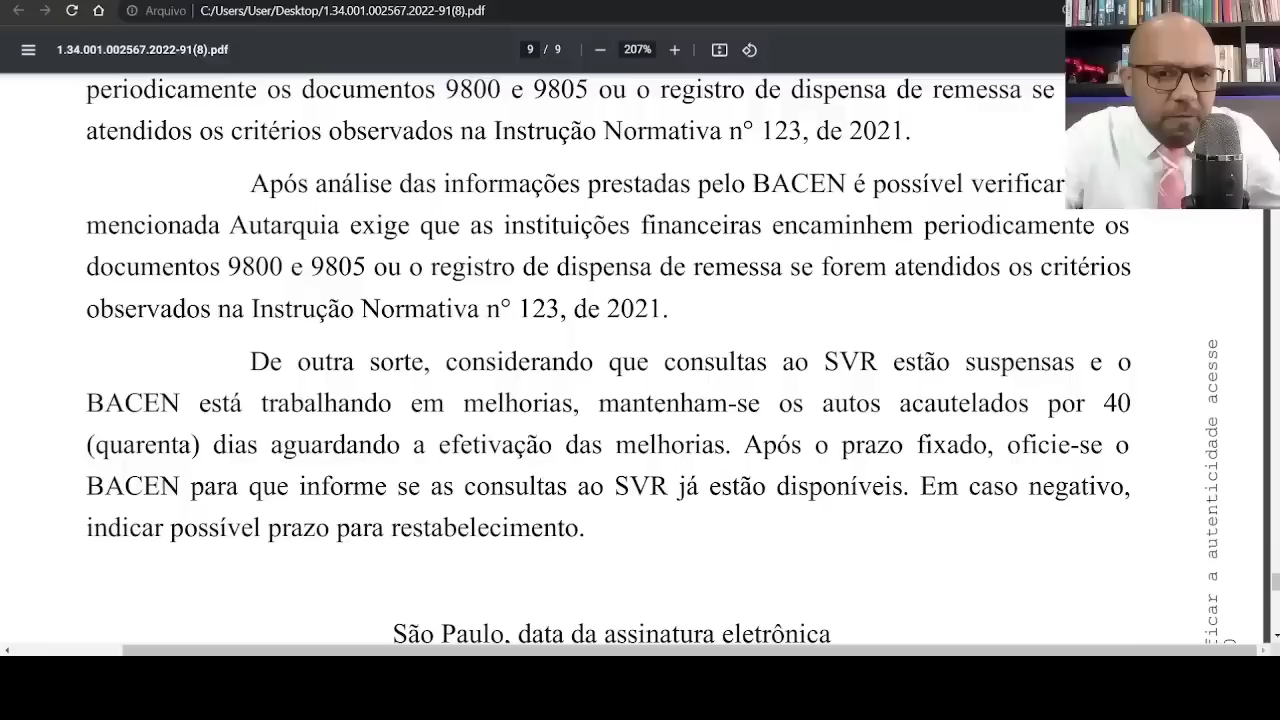 Arquivo
C:/Users/User/Desktop/1.34.001.002567.2022-91(8).pdf
1.34.001.002567.2022-91(8).pdf
9 / 9
207%
periodicamente os documentos 9800 e 9805 ou o registro de dispensa de remessa se
atendidos os critérios observados na Instrução Normativa n° 123, de 2021.
Após análise das informações prestadas pelo BACEN é possível verificar
mencionada Autarquia exige que as instituições financeiras encaminhem periodicamente os
documentos 9800 e 9805 ou o registro de dispensa de remessa se forem atendidos os critérios
observados na Instrução Normativa n° 123, de 2021.
De outra sorte, considerando que consultas ao SVR estão suspensas e o
BACEN está trabalhando em melhorias, mantenham-se os autos acautelados por 40
(quarenta) dias aguardando a efetivação das melhorias. Após o prazo fixado, oficie-se o
BACEN para que informe se as consultas ao SVR já estão disponíveis. Em caso negativo,
indicar possível prazo para restabelecimento.
São Paulo, data da assinatura eletrônica
ficar a autenticidade acesse